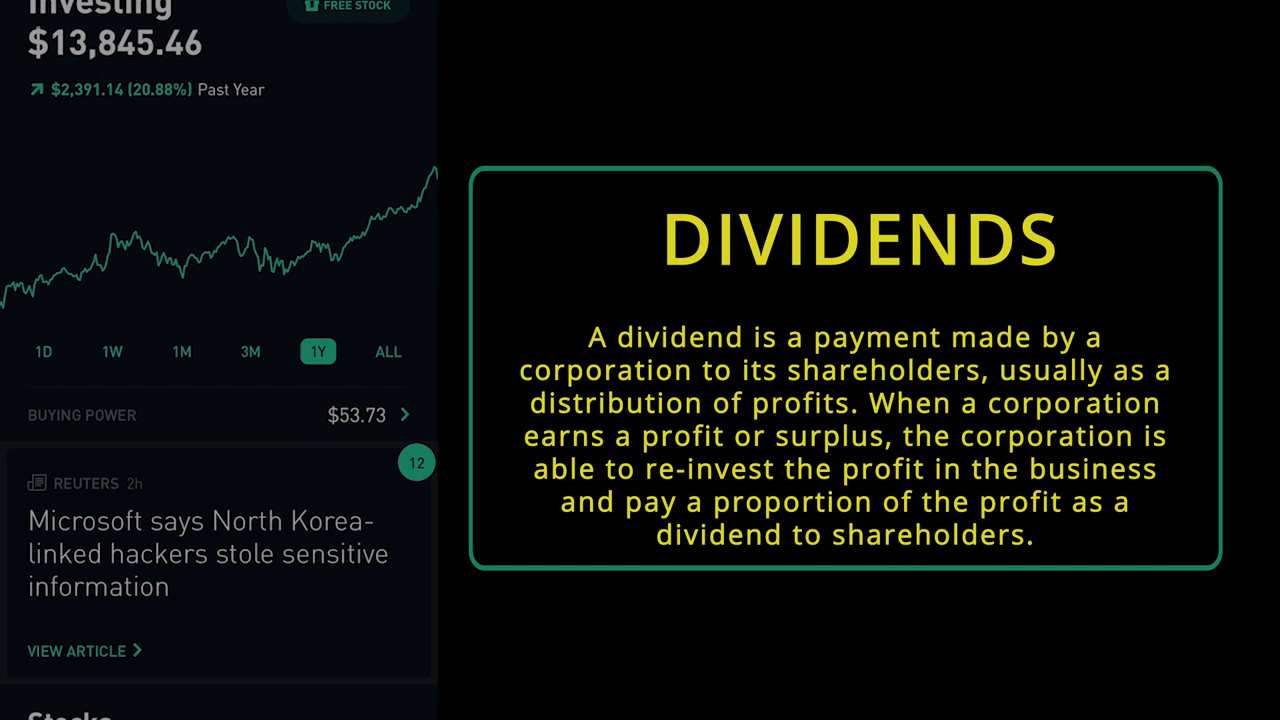 Investing
FREE STOCK
$13,845.46
$2,391.14 (20.88%) Past Year
1D 1W 1M 3M 1Y ALL
BUYING POWER $53.73
12
REUTERS 2h
Microsoft says North Korea-
linked hackers stole sensitive
information
VIEW ARTICLE
Stocks
DIVIDENDS
A dividend is a payment made by a
corporation to its shareholders, usually as a
distribution of profits. When a corporation
earns a profit or surplus, the corporation is
able to re-invest the profit in the business
and pay a proportion of the profit as a
dividend to shareholders.